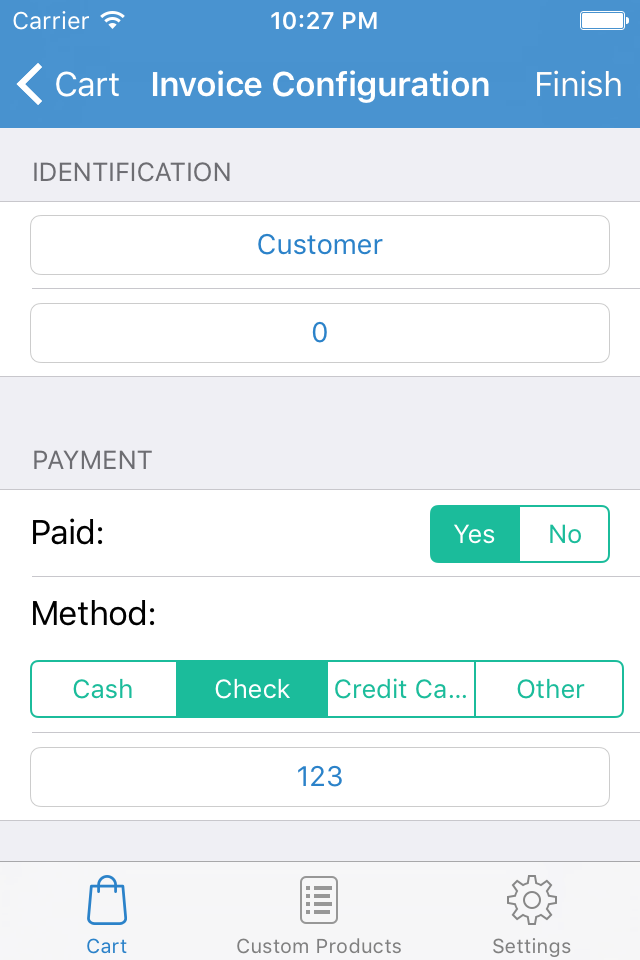 Carrier 10:27 PM
Cart Invoice Configuration Finish
IDENTIFICATION
Customer
0
PAYMENT
Paid: Yes No
Method:
Cash Check Credit Ca... Other
123
Cart Custom Products Settings